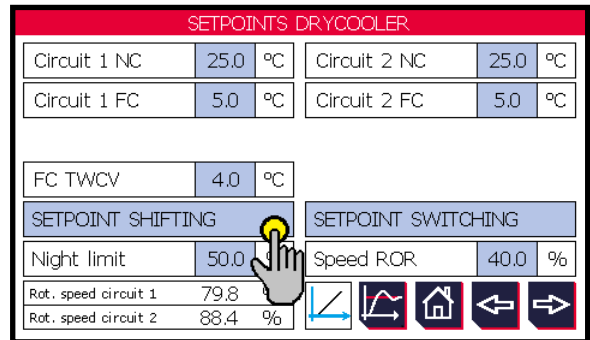 SETPOINTS DRYCOOLER
Circuit 1 NC 25.0 ºC Circuit 2 NC 25.0 ºC
Circuit 1 FC 5.0 ºC Circuit 2 FC 5.0 ºC
FC TWCV 4.0 ºC
SETPOINT SHIFTING SETPOINT SWITCHING
Night limit 50.0 Speed ROR 40.0 %
Rot. speed circuit 1 79.8
Rot. speed circuit 2 88.4 %